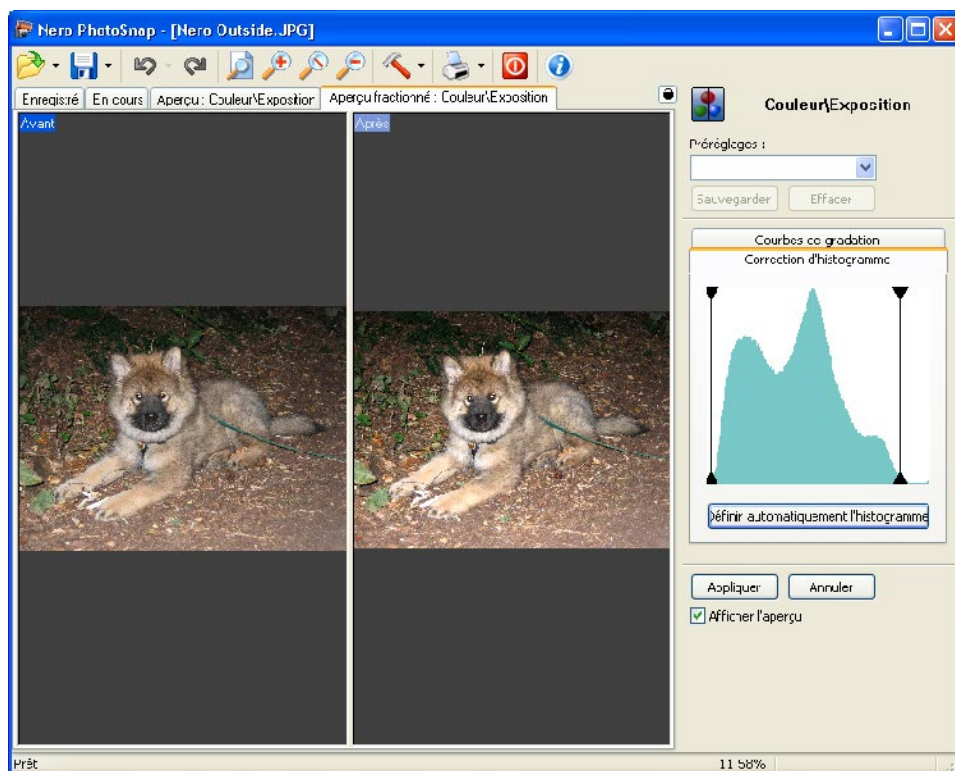 Nero PhotoSnap - [Nero Outside.JPG]
Enregistré
En cours
Aperçu : Couleur\Exposition
Aperçu fractionné : Couleur\Exposition
Avant
Après
Couleur\Exposition
Préréglages :
Sauvegarder
Effacer
Courbes de gradation
Correction d'histogramme
Définir automatiquement l'histogramme
Appliquer
Annuler
Afficher l'aperçu
Prêt
11.58%